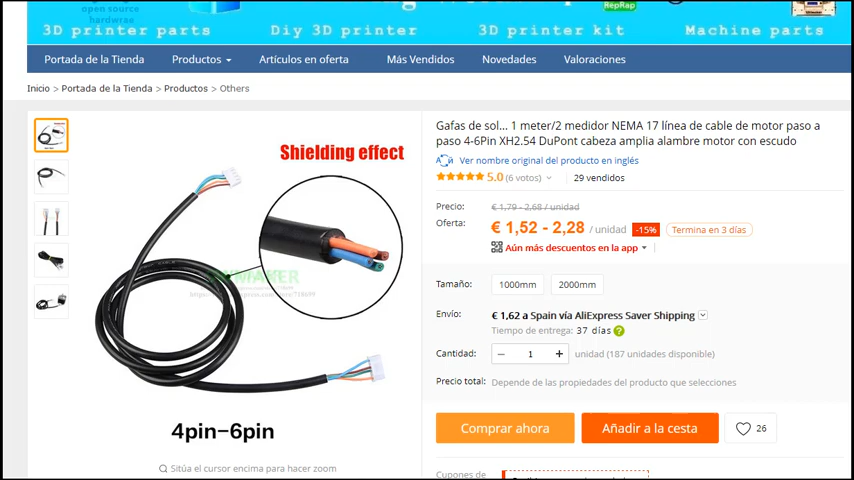 open source
hardwrae
RepRap
3D printer parts
Diy 3D printer
3D printer kit
Machine parts
Portada de la Tienda
Productos
Artículos en oferta
Más Vendidos
Novedades
Valoraciones
Inicio > Portada de la Tienda > Productos > Others
Shielding effect
4pin-6pin
Sitúa el cursor encima para hacer zoom
Gafas de sol... 1 meter/2 medidor NEMA 17 línea de cable de motor paso a
paso 4-6Pin XH2.54 DuPont cabeza amplia alambre motor con escudo
Ver nombre original del producto en inglés
5.0 (6 votos) 29 vendidos
Precio: € 1,79 - 2,68 / unidad
Oferta: € 1,52 - 2,28 / unidad -15% Termina en 3 días
Aún más descuentos en la app
Tamaño: 1000mm 2000mm
Envío: € 1,62 a Spain vía AliExpress Saver Shipping
Tiempo de entrega: 37 días ?
Cantidad: − 1 + unidad (187 unidades disponible)
Precio total: Depende de las propiedades del producto que selecciones
Comprar ahora
Añadir a la cesta
26
Cupones de